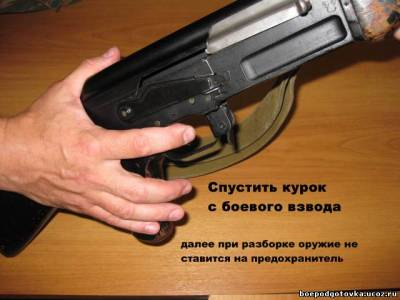 Спустить курок
с боевого взвода
далее при разборке оружие не
ставится на предохранитель
boepodgotovka.ucoz.ru